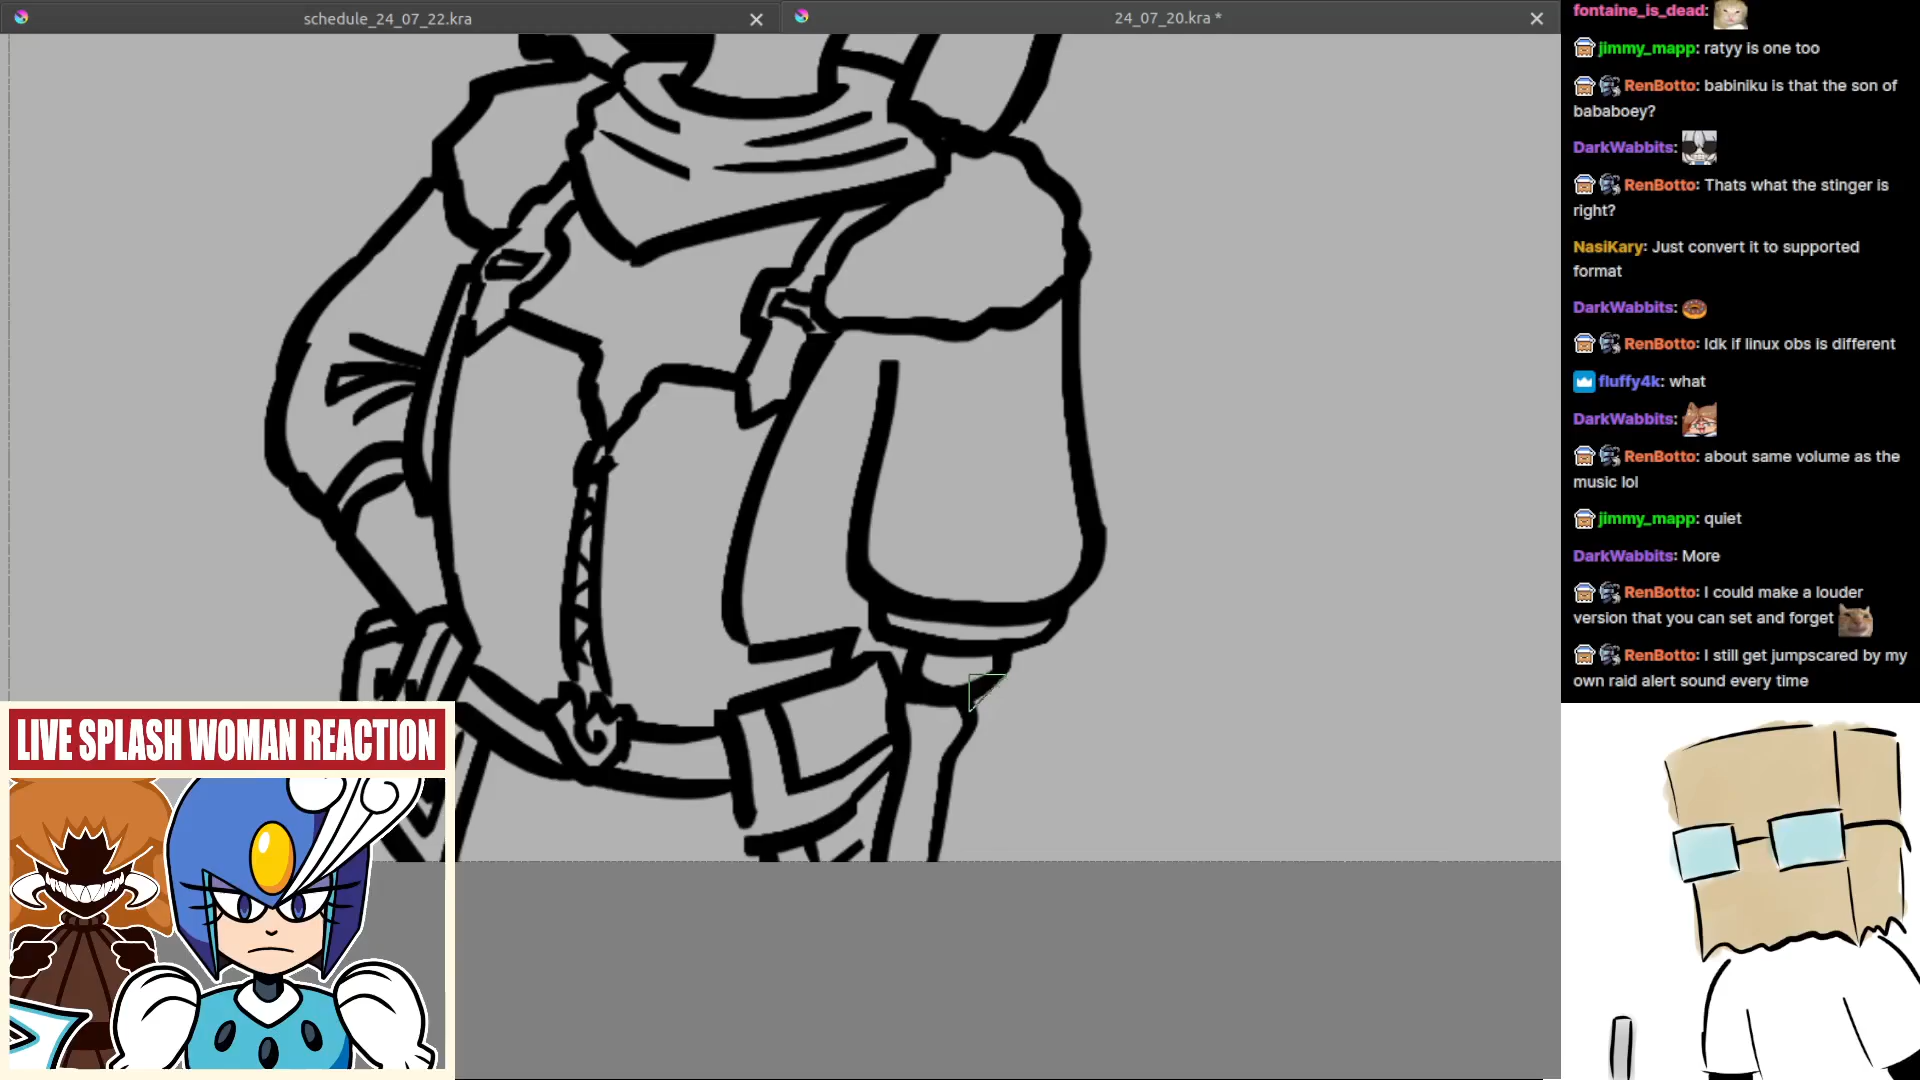 schedule_24_07_22.kra
24_07_20.kra *
fontaine_is_dead:
jimmy_mapp: ratyy is one too
RenBotto: babiniku is that the son of
bababoey?
DarkWabbits:
RenBotto: Thats what the stinger is
right?
NasiKary: Just convert it to supported
format
DarkWabbits:
RenBotto: Idk if linux obs is different
fluffy4k: what
DarkWabbits:
RenBotto: about same volume as the
music lol
jimmy_mapp: quiet
DarkWabbits: More
RenBotto: I could make a louder
version that you can set and forget
RenBotto: I still get jumpscared by my
own raid alert sound every time
LIVE SPLASH WOMAN REACTION